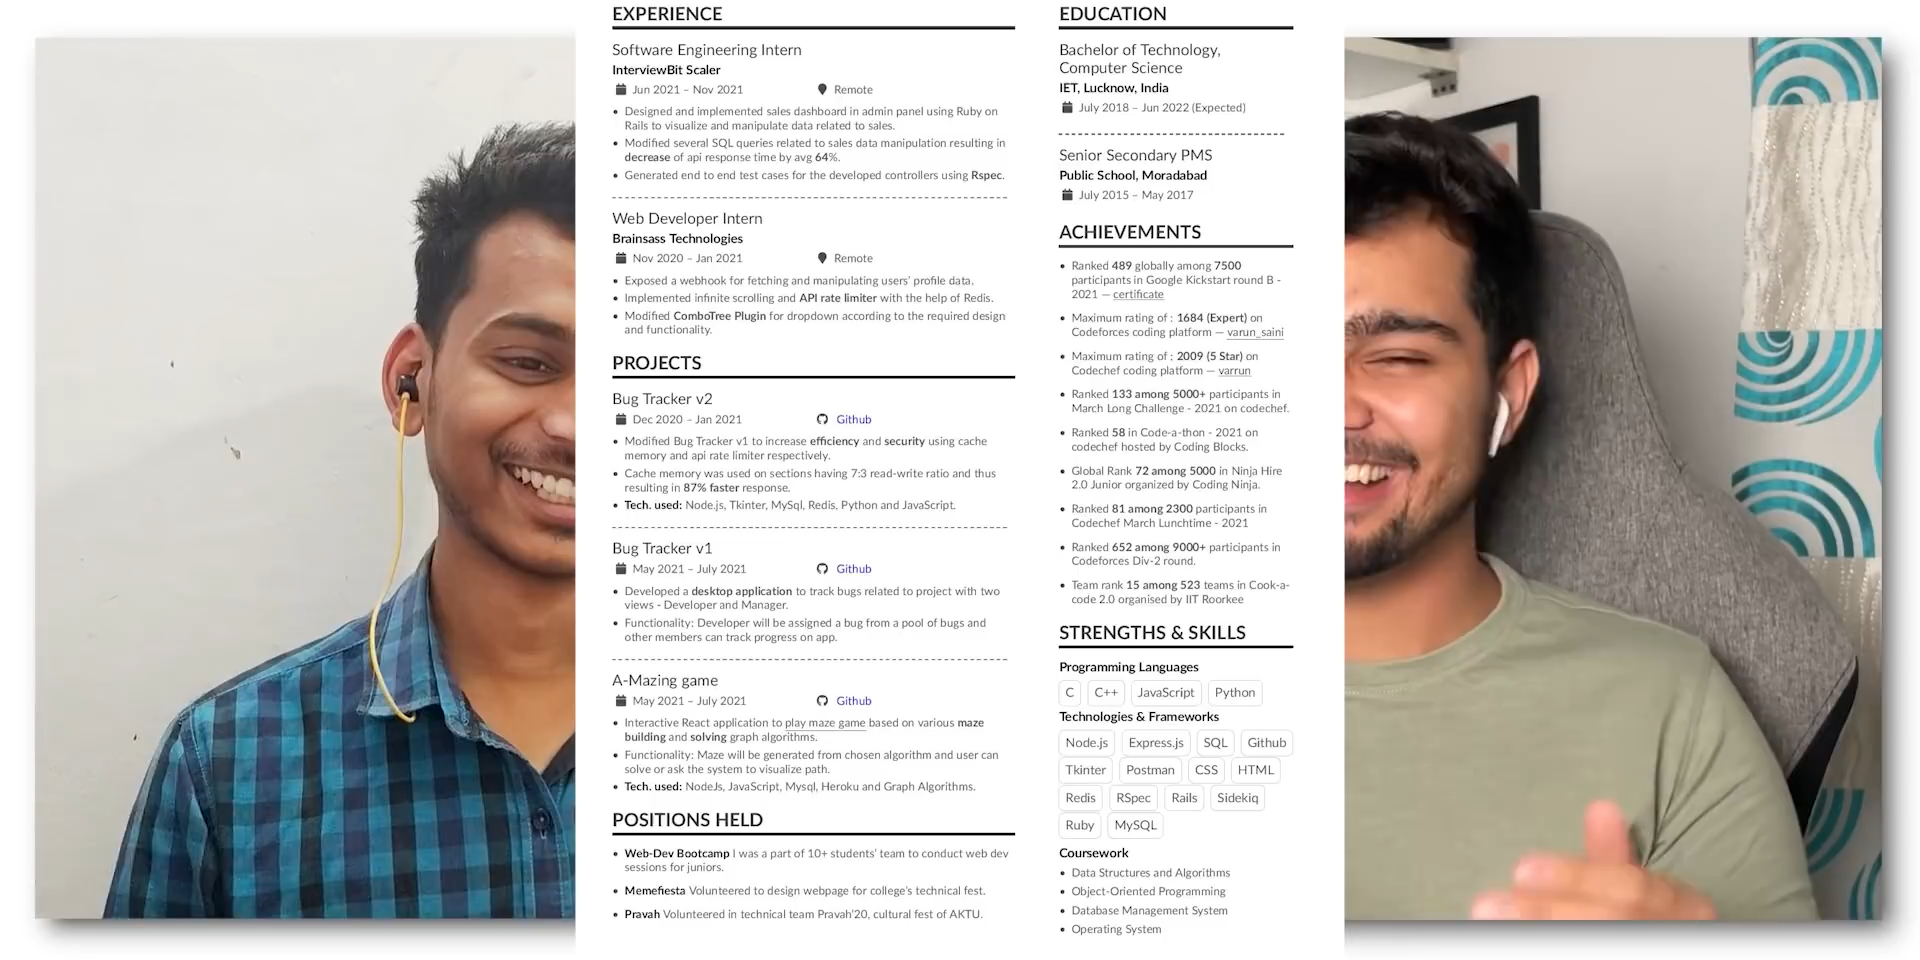 EXPERIENCE
Software Engineering Intern
InterviewBit Scaler
Jun 2021 – Nov 2021
Remote
Designed and implemented sales dashboard in admin panel using Ruby on
Rails to visualize and manipulate data related to sales.
Modified several SQL queries related to sales data manipulation resulting in
decrease of api response time by avg 64%.
Generated end to end test cases for the developed controllers using Rspec.
Web Developer Intern
Brainsass Technologies
Nov 2020 – Jan 2021
Remote
Exposed a webhook for fetching and manipulating users' profile data.
Implemented infinite scrolling and API rate limiter with the help of Redis.
Modified ComboTree Plugin for dropdown according to the required design
and functionality.
PROJECTS
Bug Tracker v2
Dec 2020 – Jan 2021
Github
Modified Bug Tracker v1 to increase efficiency and security using cache
memory and api rate limiter respectively.
Cache memory was used on sections having 7:3 read-write ratio and thus
resulting in 87% faster response.
Tech. used: Node.js, Tkinter, MySql, Redis, Python and JavaScript.
Bug Tracker v1
May 2021 – July 2021
Github
Developed a desktop application to track bugs related to project with two
views - Developer and Manager.
Functionality: Developer will be assigned a bug from a pool of bugs and
other members can track progress on app.
A-Mazing game
May 2021 – July 2021
Github
Interactive React application to play maze game based on various maze
building and solving graph algorithms.
Functionality: Maze will be generated from chosen algorithm and user can
solve or ask the system to visualize path.
Tech. used: NodeJs, JavaScript, Mysql, Heroku and Graph Algorithms.
POSITIONS HELD
Web-Dev Bootcamp I was a part of 10+ students' team to conduct web dev
sessions for juniors.
Memefiesta Volunteered to design webpage for college's technical fest.
Pravah Volunteered in technical team Pravah'20, cultural fest of AKTU.
EDUCATION
Bachelor of Technology,
Computer Science
IET, Lucknow, India
July 2018 – Jun 2022 (Expected)
Senior Secondary PMS
Public School, Moradabad
July 2015 – May 2017
ACHIEVEMENTS
Ranked 489 globally among 7500
participants in Google Kickstart round B -
2021 — certificate
Maximum rating of : 1684 (Expert) on
Codeforces coding platform — varun_saini
Maximum rating of : 2009 (5 Star) on
Codechef coding platform — varrun
Ranked 133 among 5000+ participants in
March Long Challenge - 2021 on codechef.
Ranked 58 in Code-a-thon - 2021 on
codechef hosted by Coding Blocks.
Global Rank 72 among 5000 in Ninja Hire
2.0 Junior organized by Coding Ninja.
Ranked 81 among 2300 participants in
Codechef March Lunchtime - 2021
Ranked 652 among 9000+ participants in
Codeforces Div-2 round.
Team rank 15 among 523 teams in Cook-a-
code 2.0 organised by IIT Roorkee
STRENGTHS & SKILLS
Programming Languages
C C++ JavaScript Python
Technologies & Frameworks
Node.js Express.js SQL Github
Tkinter Postman CSS HTML
Redis RSpec Rails Sidekiq
Ruby MySQL
Coursework
Data Structures and Algorithms
Object-Oriented Programming
Database Management System
Operating System